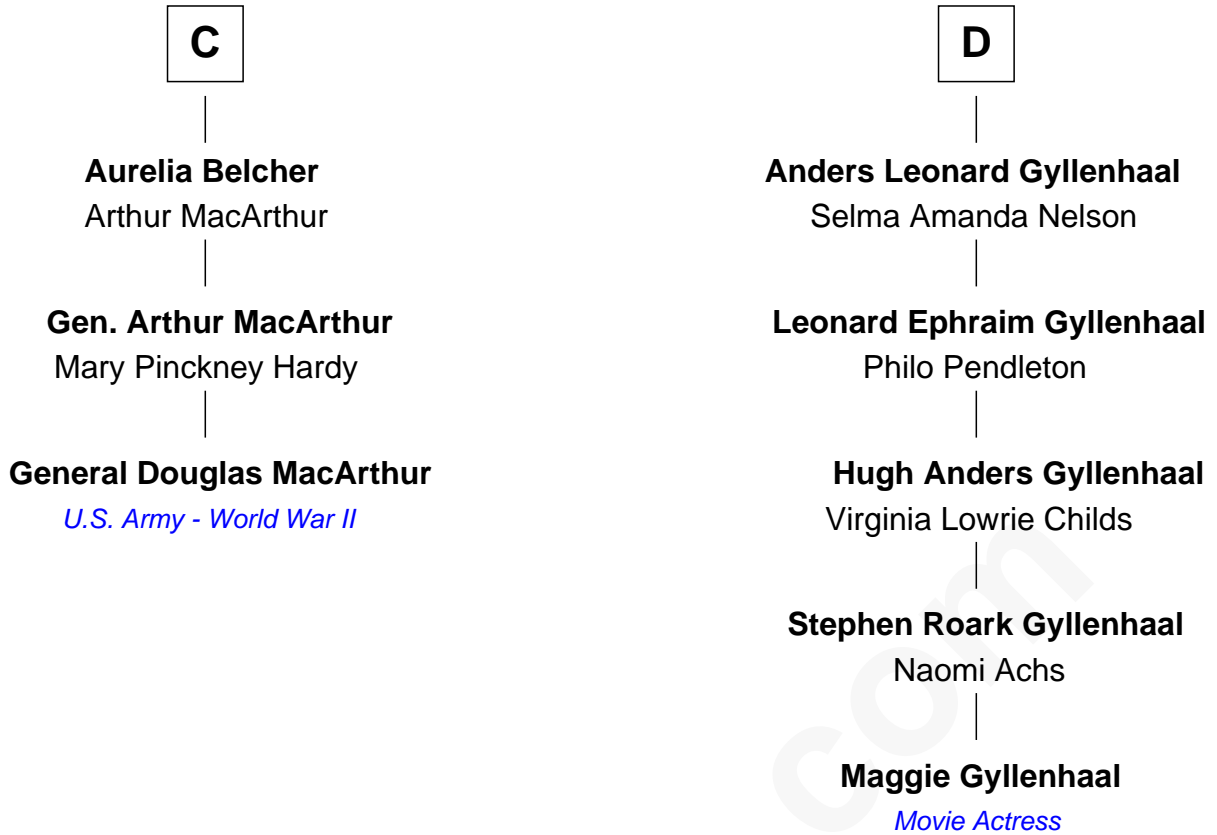 C
Aurelia Belcher
Arthur MacArthur
Gen. Arthur MacArthur
Mary Pinckney Hardy
General Douglas MacArthur
U.S. Army - World War II
D
Anders Leonard Gyllenhaal
Selma Amanda Nelson
Leonard Ephraim Gyllenhaal
Philo Pendleton
Hugh Anders Gyllenhaal
Virginia Lowrie Childs
Stephen Roark Gyllenhaal
Naomi Achs
Maggie Gyllenhaal
Movie Actress
com